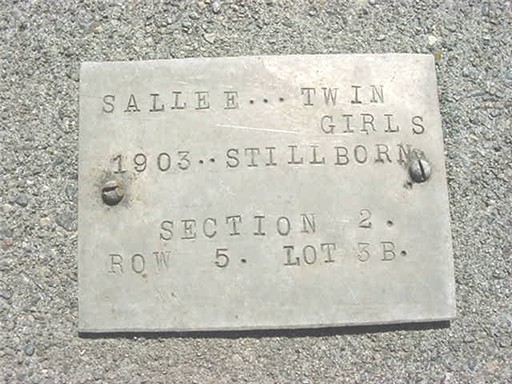 SALLEE... TWIN
GIRLS
1903.. STILLBORN
SECTION 2.
ROW 5. LOT 3B.